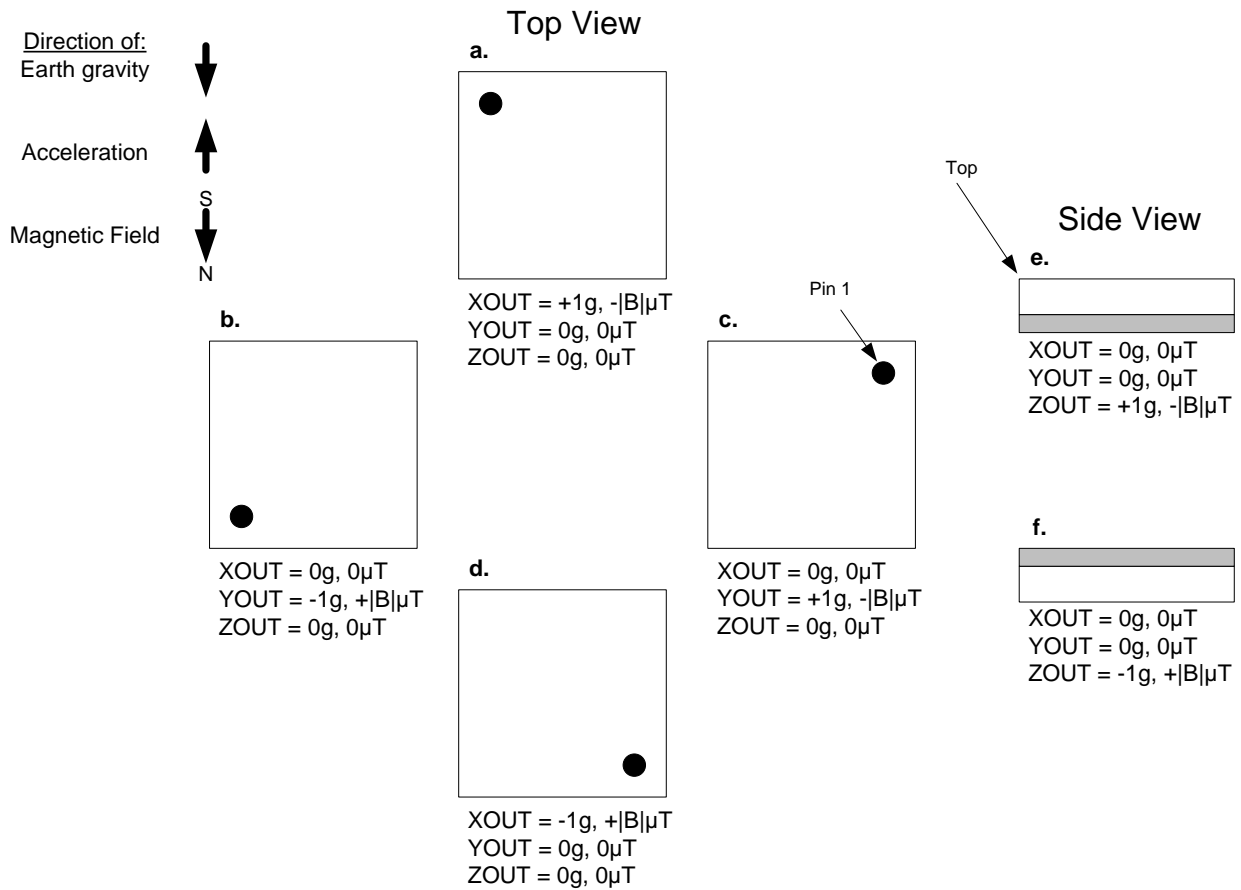 Top View
Direction of:
Earth gravity
Acceleration
S
Magnetic Field
N
a.
XOUT = +1g, -|B|µT
YOUT = 0g, 0µT
ZOUT = 0g, 0µT
b.
XOUT = 0g, 0µT
YOUT = -1g, +|B|µT
ZOUT = 0g, 0µT
Pin 1
c.
XOUT = 0g, 0µT
YOUT = +1g, -|B|µT
ZOUT = 0g, 0µT
d.
XOUT = -1g, +|B|µT
YOUT = 0g, 0µT
ZOUT = 0g, 0µT
Top
Side View
e.
XOUT = 0g, 0µT
YOUT = 0g, 0µT
ZOUT = +1g, -|B|µT
f.
XOUT = 0g, 0µT
YOUT = 0g, 0µT
ZOUT = -1g, +|B|µT